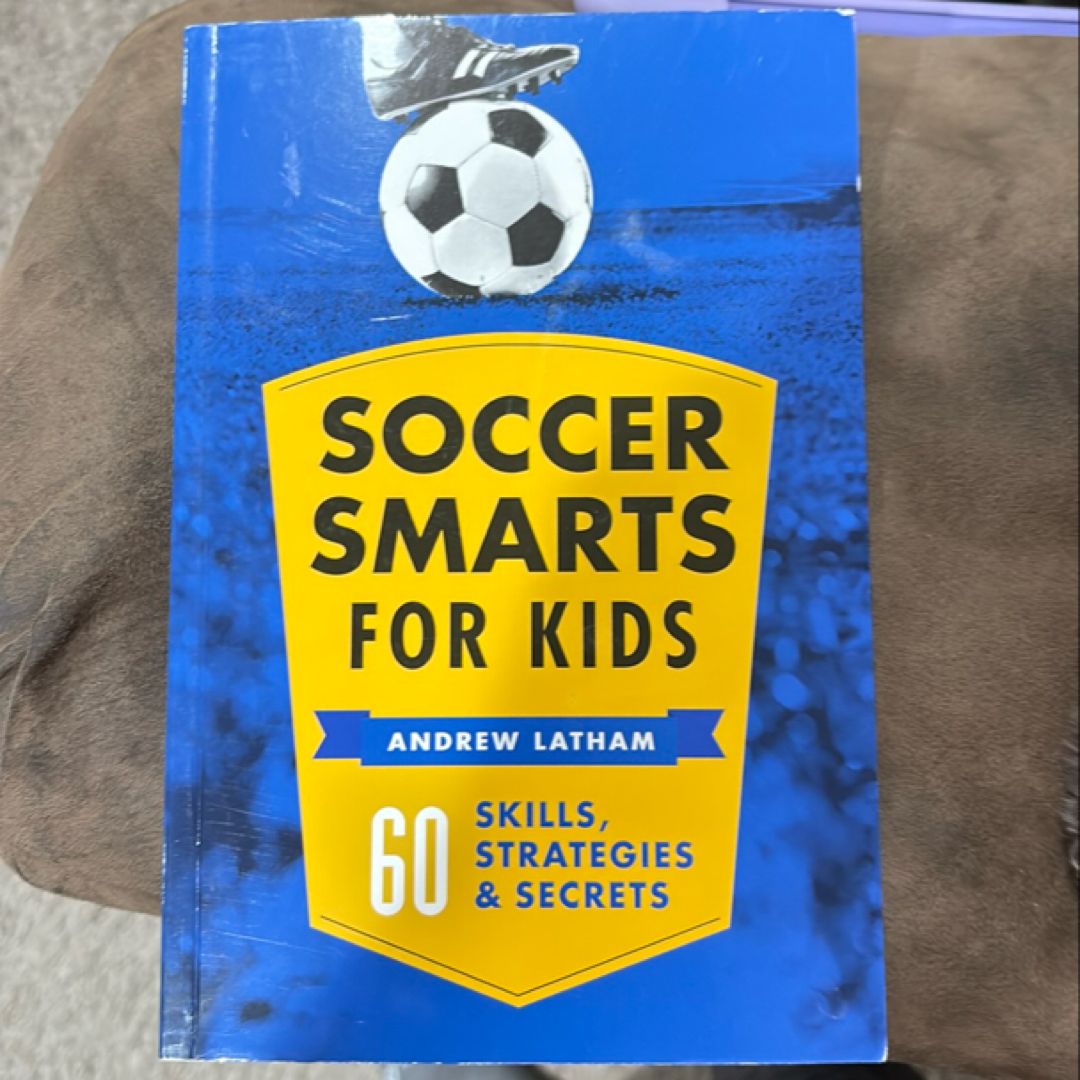 SOCCER
SMARTS
FOR KIDS
ANDREW LATHAM
60 SKILLS,
STRATEGIES
& SECRETS